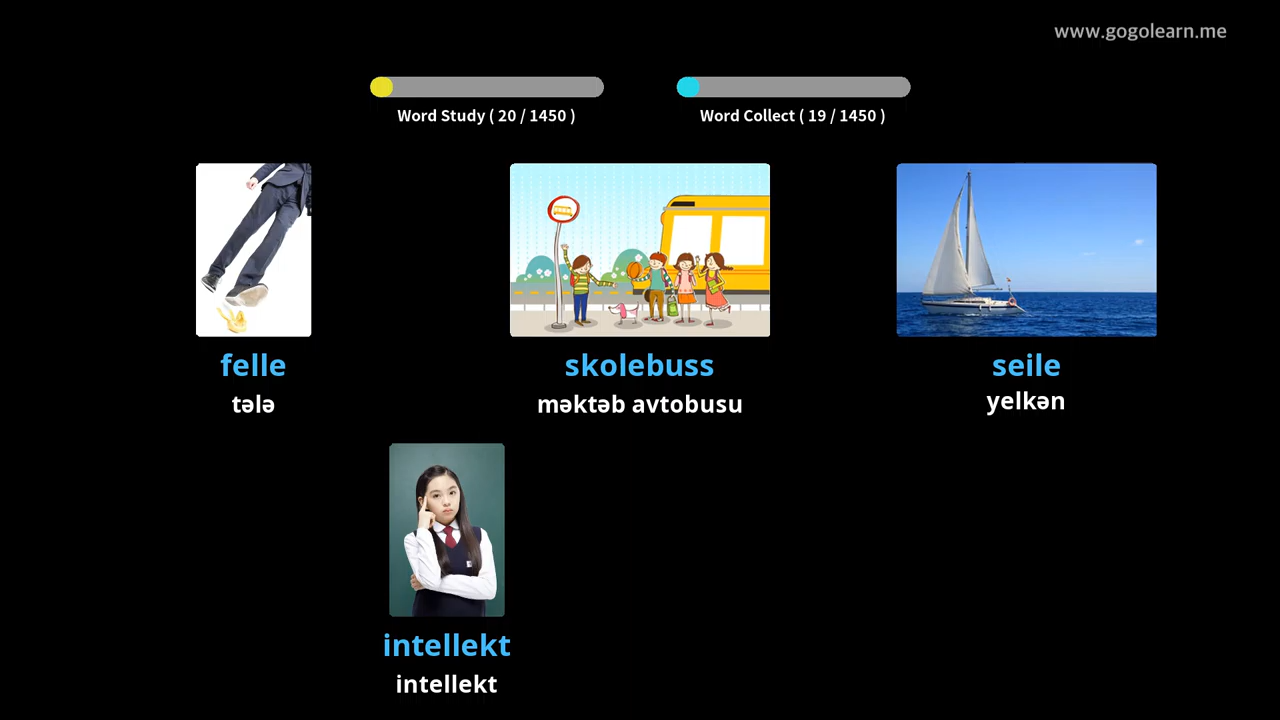 www.gogolearn.me
Word Study ( 20 / 1450 )
Word Collect ( 19 / 1450 )
felle
tələ
skolebuss
məktəb avtobusu
seile
yelkən
intellekt
intellekt